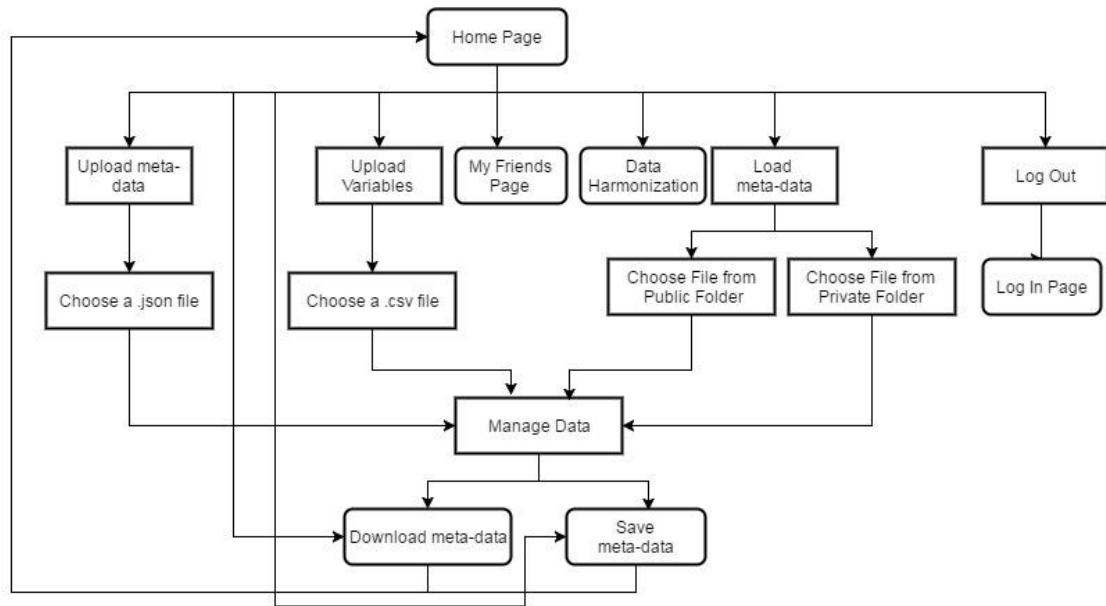 Home Page
Upload meta-
data
Upload
Variables
My Friends
Page
Data
Harmonization
Load
meta-data
Log Out
Choose a .json file
Choose a .csv file
Choose File from
Public Folder
Choose File from
Private Folder
Log In Page
Manage Data
Download meta-data
Save
meta-data